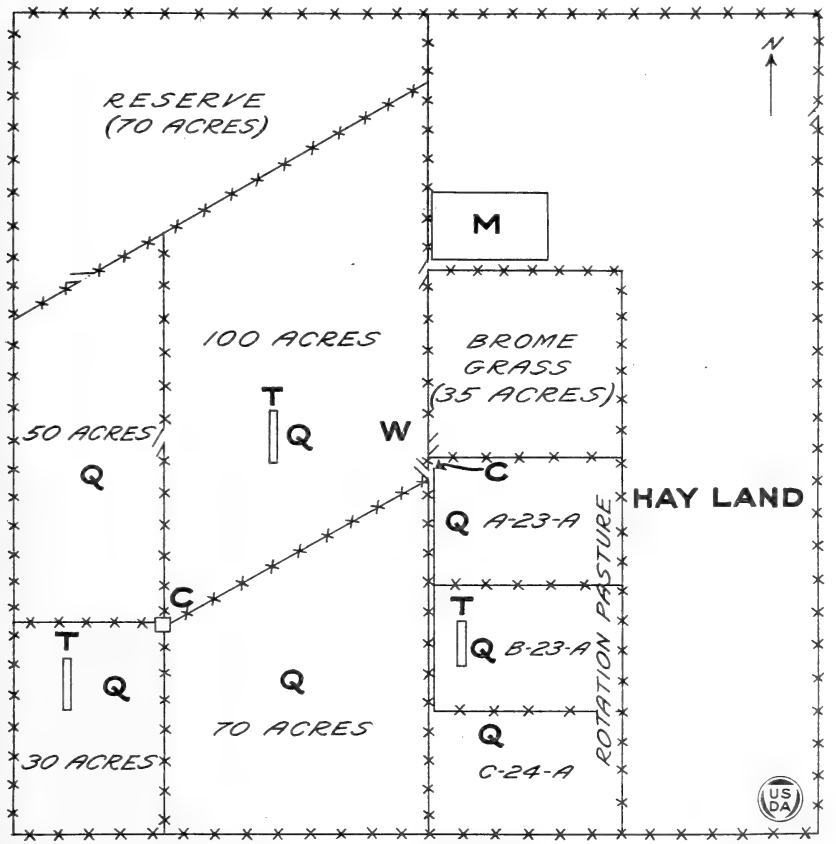 N
RESERVE
(70 ACRES)
M
100 ACRES
BROME
GRASS
(35 ACRES)
T
Q
W
50 ACRES
Q
C
HAY LAND
Q A-23-A
ROTATION PASTURE
C
T
Q B-23-A
T
Q
Q
70 ACRES
Q
C-24-A
30 ACRES
US
DA